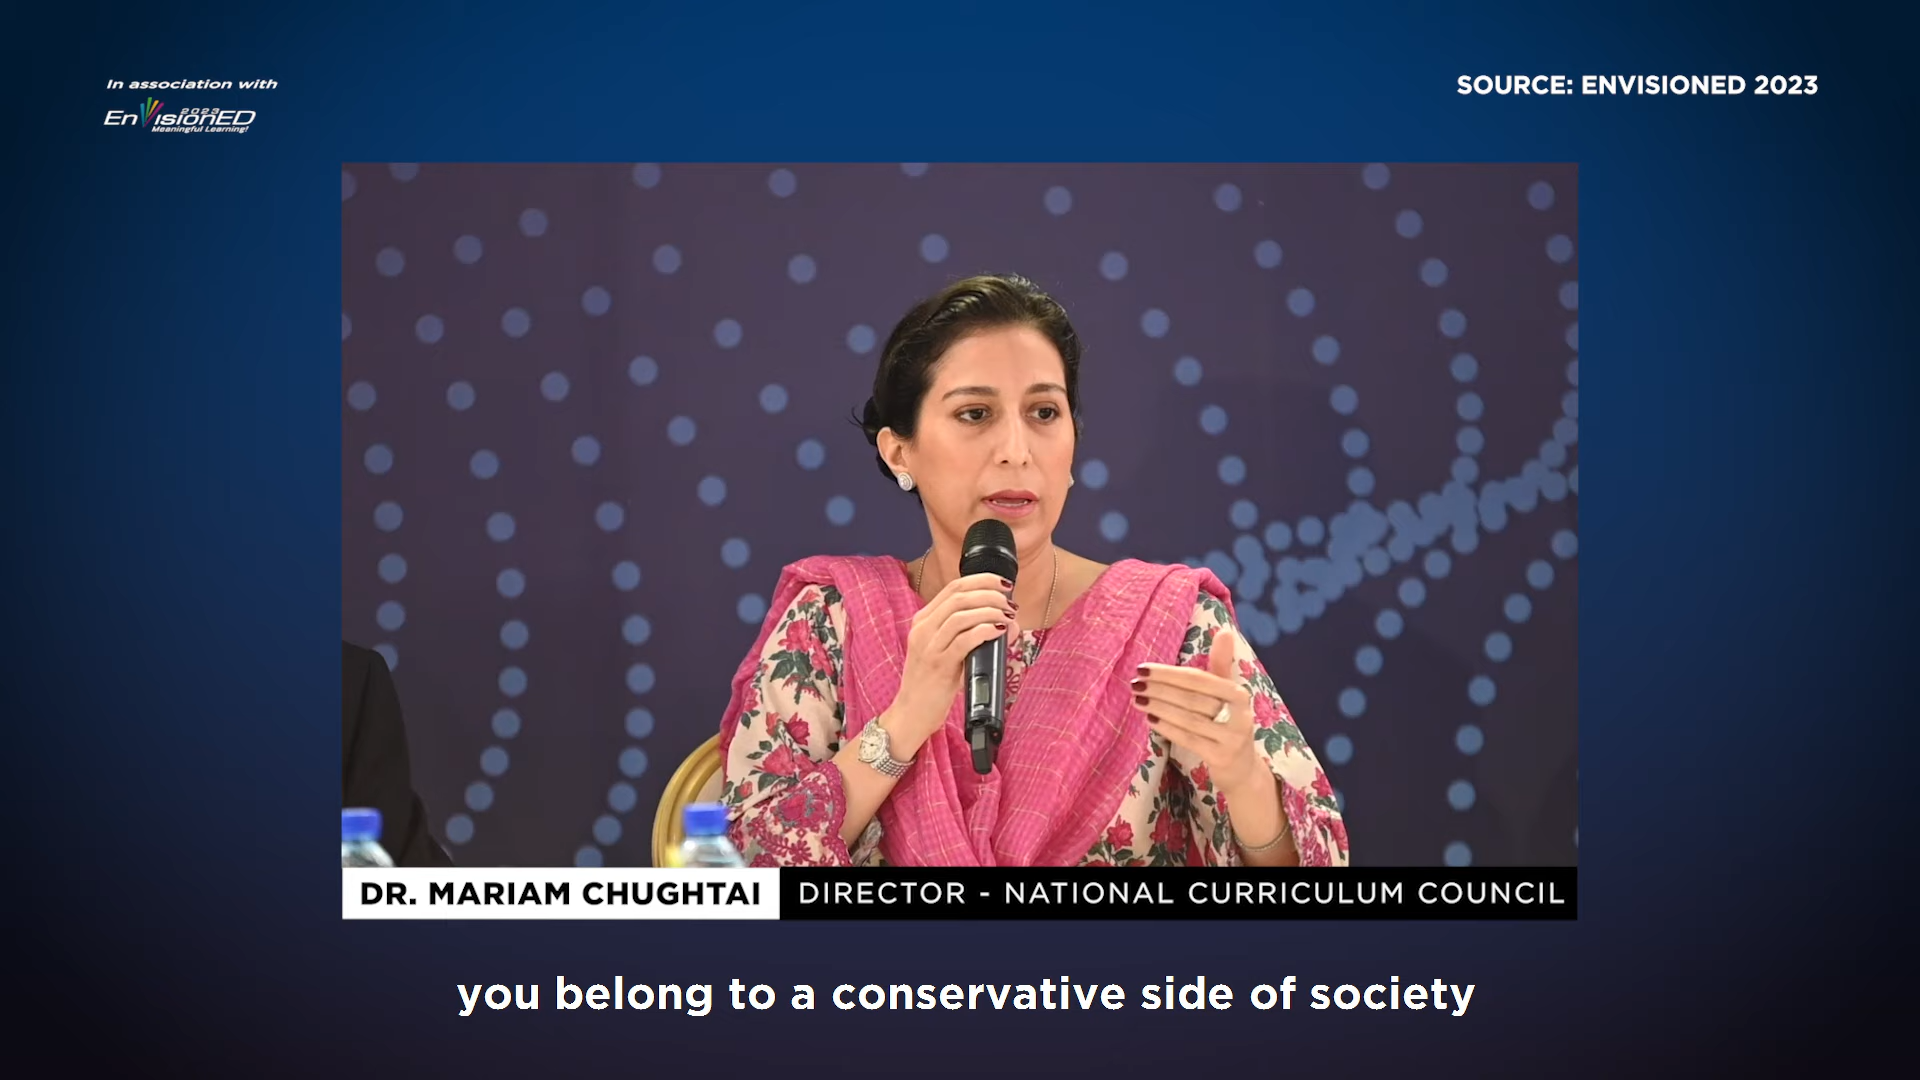 In association with
EnVisionED 2023
Meaningful Learning!
SOURCE: ENVISIONED 2023
DR. MARIAM CHUGHTAI
DIRECTOR - NATIONAL CURRICULUM COUNCIL
you belong to a conservative side of society